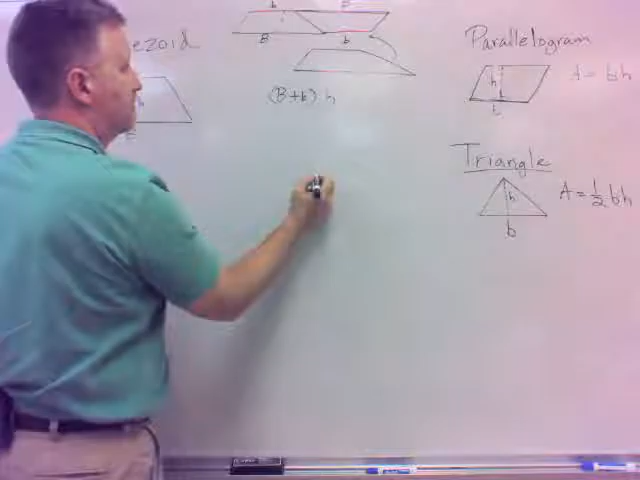 ezoid
b B
B b
h
(B+b) h
Parallelogram
h
b
A = bh
Triangle
h
b
A = 1/2 bh